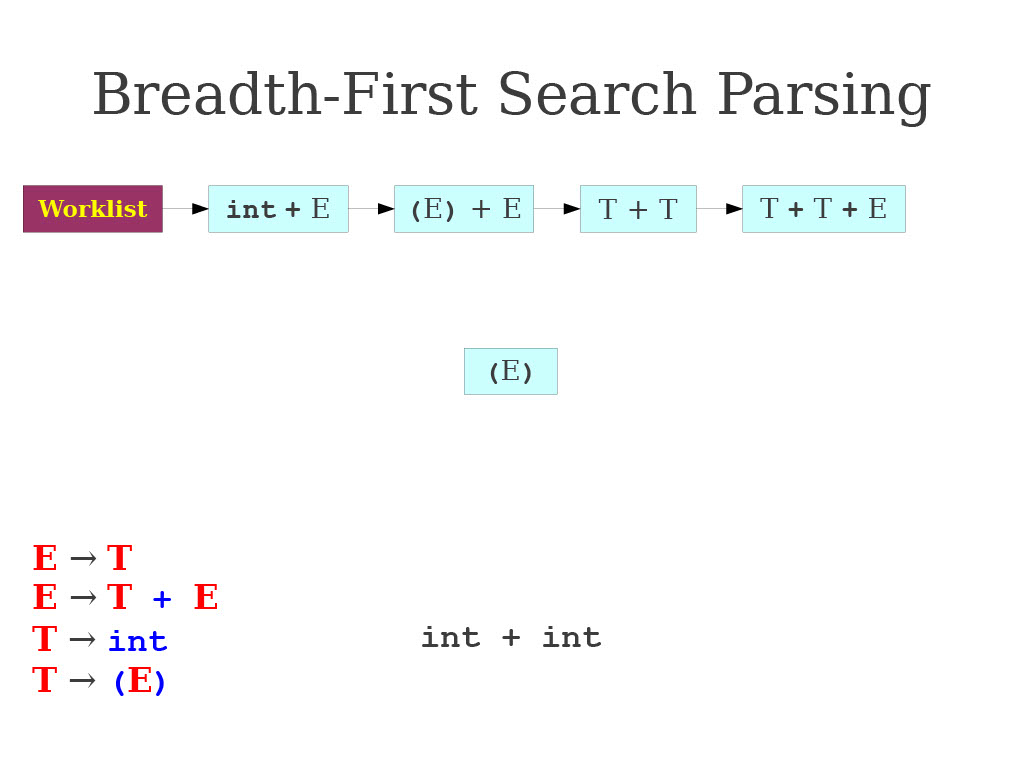 Breadth-First Search Parsing
Worklist
int + E
(E) + E
T + T
T + T + E
(E)
E → T
E → T + E
T → int
T → (E)
int + int